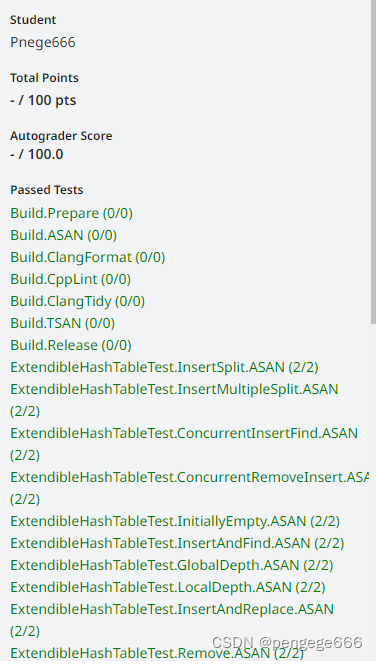 Student
Pnege666
Total Points
- / 100 pts
Autograder Score
- / 100.0
Passed Tests
Build.Prepare (0/0)
Build.ASAN (0/0)
Build.ClangFormat (0/0)
Build.CppLint (0/0)
Build.ClangTidy (0/0)
Build.TSAN (0/0)
Build.Release (0/0)
ExtendibleHashTableTest.InsertSplit.ASAN (2/2)
ExtendibleHashTableTest.InsertMultipleSplit.ASAN
(2/2)
ExtendibleHashTableTest.ConcurrentInsertFind.ASAN
(2/2)
ExtendibleHashTableTest.ConcurrentRemoveInsert.ASA
(2/2)
ExtendibleHashTableTest.InitiallyEmpty.ASAN (2/2)
ExtendibleHashTableTest.InsertAndFind.ASAN (2/2)
ExtendibleHashTableTest.GlobalDepth.ASAN (2/2)
ExtendibleHashTableTest.LocalDepth.ASAN (2/2)
ExtendibleHashTableTest.InsertAndReplace.ASAN
(2/2)
ExtendibleHashTableTest.Remove.ASAN (2/2)
CSDN @pengege666